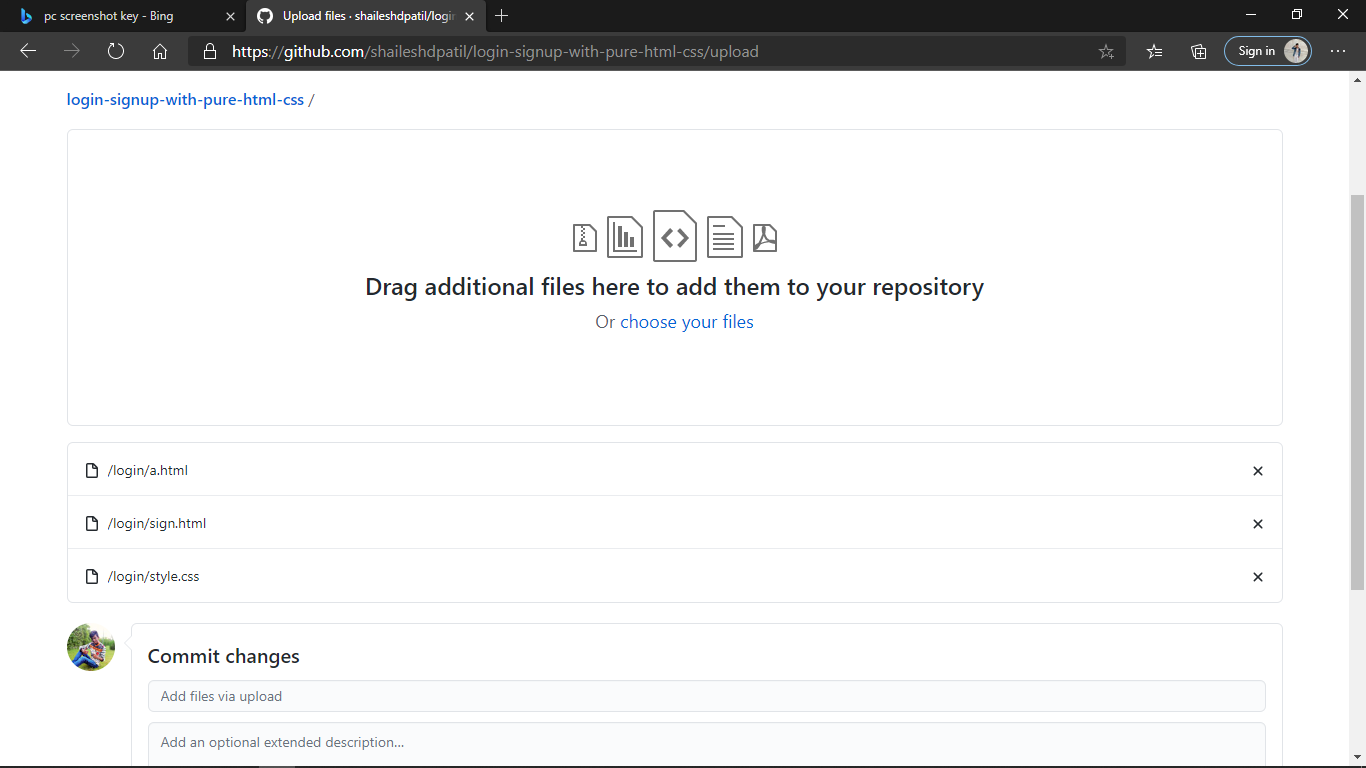 pc screenshot key - Bing
Upload files · shaileshdpatil/login
https://github.com/shaileshdpatil/login-signup-with-pure-html-css/upload
Sign in
login-signup-with-pure-html-css /
Drag additional files here to add them to your repository
Or choose your files
/login/a.html
/login/sign.html
/login/style.css
Commit changes
Add files via upload
Add an optional extended description...